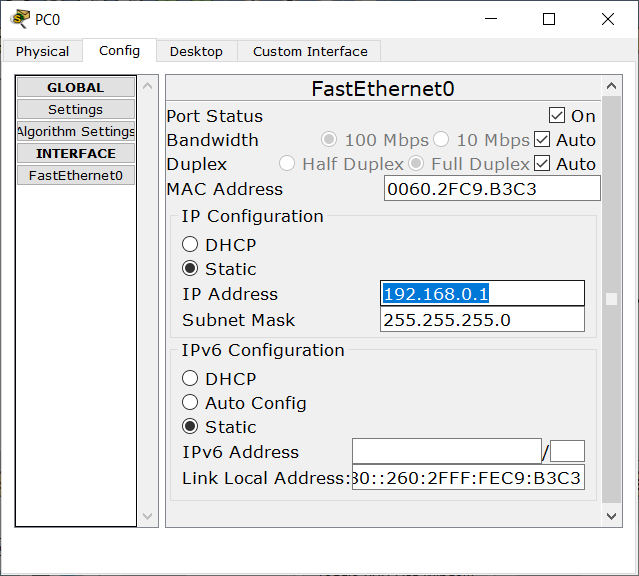 PC0
Physical Config Desktop Custom Interface
GLOBAL
Settings
Algorithm Settings
INTERFACE
FastEthernet0
FastEthernet0
Port Status On
Bandwidth 100 Mbps 10 Mbps Auto
Duplex Half Duplex Full Duplex Auto
MAC Address 0060.2FC9.B3C3
IP Configuration
DHCP
Static
IP Address 192.168.0.1
Subnet Mask 255.255.255.0
IPv6 Configuration
DHCP
Auto Config
Static
IPv6 Address /
Link Local Address: 80::260:2FFF:FEC9:B3C3